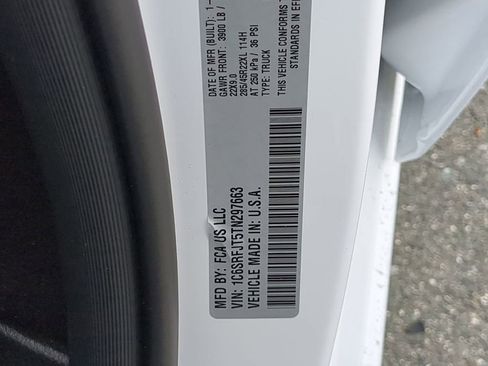 MFD BY: FCA US LLC
VIN: 1C6SRFJT5TN297663
VEHICLE MADE IN: U.S.A.
DATE OF MFR (BUILT): 1-
GAWR FRONT: 3900 LB /
22X9.0
285/45R22XL 114H
AT 250 kPa / 36 PSI
TYPE: TRUCK
THIS VEHICLE CONFORMS
STANDARDS IN